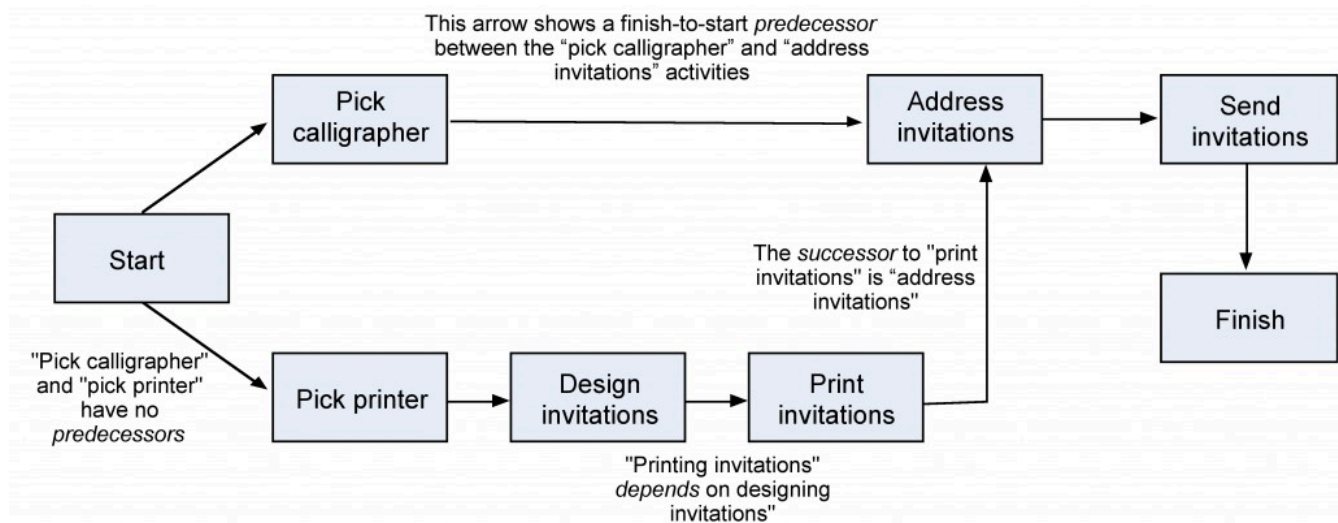 This arrow shows a finish-to-start predecessor
between the “pick calligrapher” and “address
invitations” activities
Pick
calligrapher
Address
invitations
Send
invitations
Start
The successor to "print
invitations" is “address
invitations"
Finish
"Pick calligrapher"
and "pick printer"
have no
predecessors
Pick printer
Design
invitations
Print
invitations
"Printing invitations"
depends on designing
invitations"